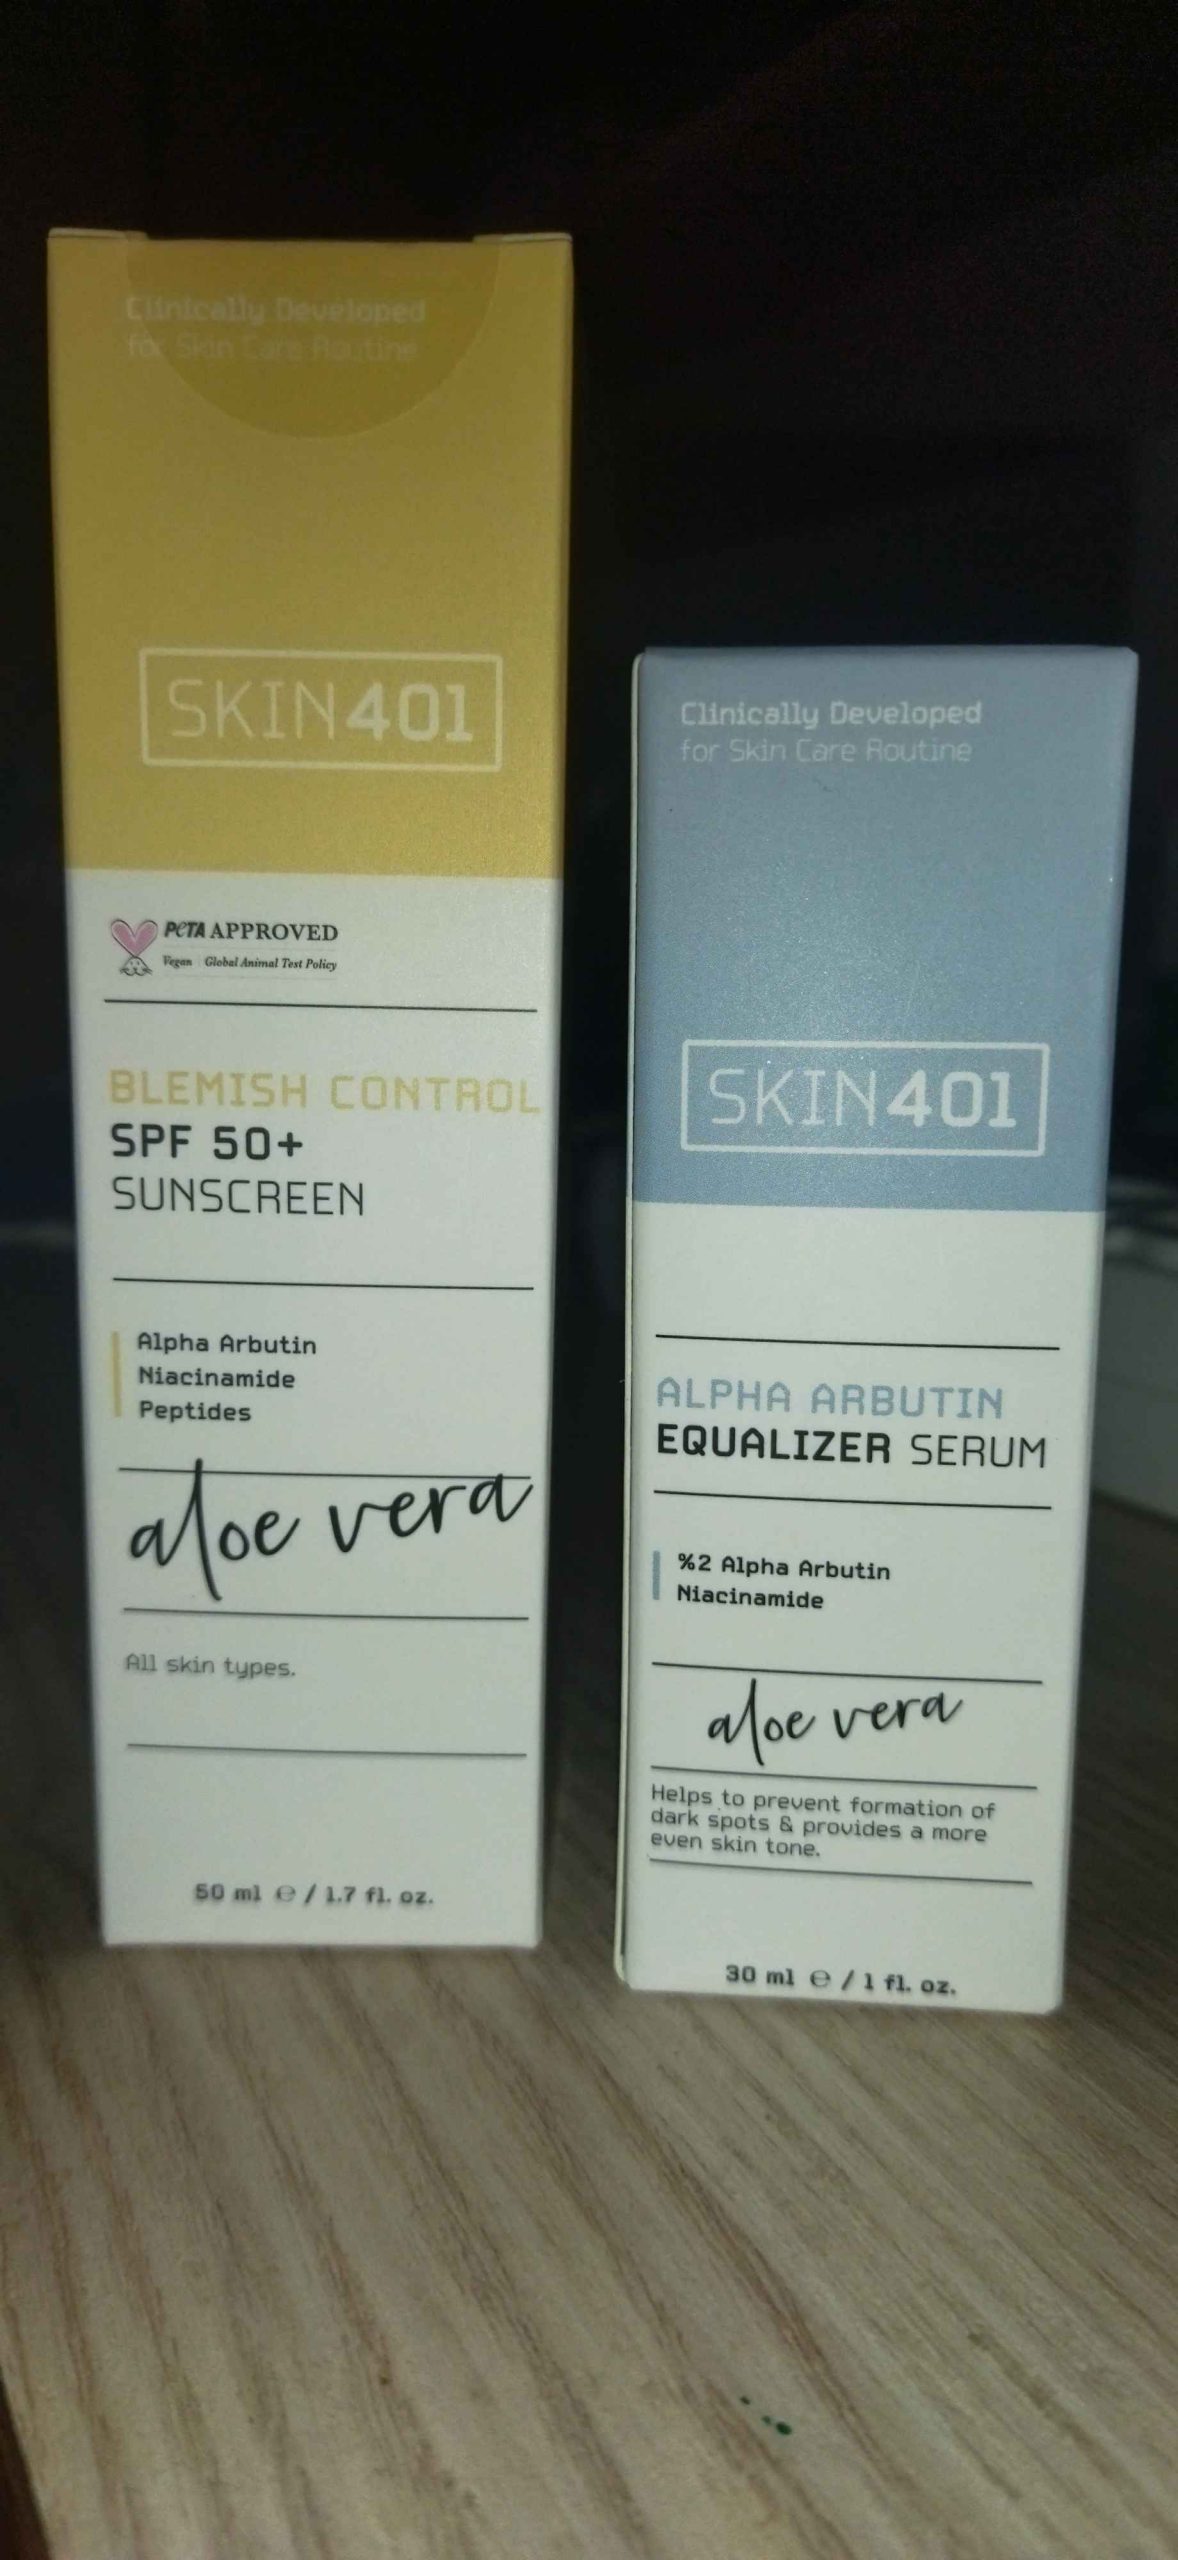 Clinically Developed
for Skin Care Routine
SKIN401
PETA APPROVED
Vegan Global Animal Test Policy
BLEMISH CONTROL
SPF 50+
SUNSCREEN
Alpha Arbutin
Niacinamide
Peptides
aloe vera
All skin types.
50 ml ℮ / 1.7 fl. oz.
Clinically Developed
for Skin Care Routine
SKIN401
ALPHA ARBUTIN
EQUALIZER SERUM
%2 Alpha Arbutin
Niacinamide
aloe vera
Helps to prevent formation of
dark spots & provides a more
even skin tone.
30 ml ℮ / 1 fl. oz.